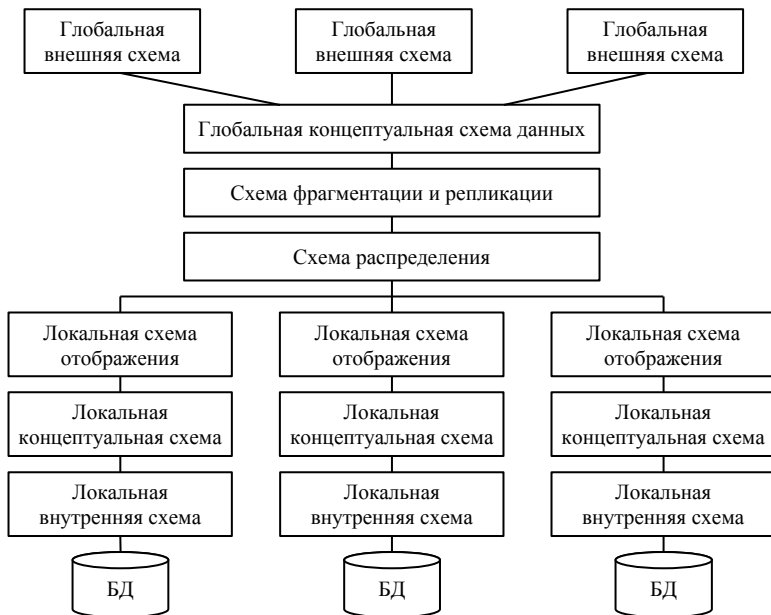 Глобальная
внешняя схема
Глобальная
внешняя схема
Глобальная
внешняя схема
Глобальная концептуальная схема данных
Схема фрагментации и репликации
Схема распределения
Локальная схема
отображения
Локальная схема
отображения
Локальная схема
отображения
Локальная
концептуальная схема
Локальная
концептуальная схема
Локальная
концептуальная схема
Локальная
внутренняя схема
Локальная
внутренняя схема
Локальная
внутренняя схема
БД
БД
БД